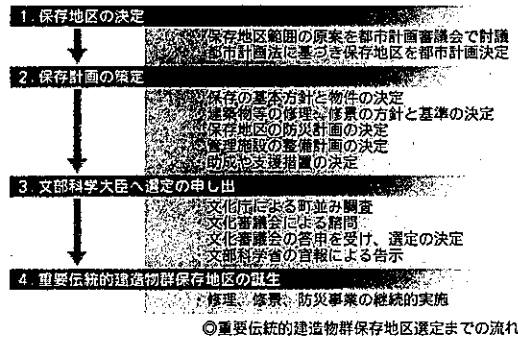 1. 保存地区の決定
保存地区範囲の原案を都市計画審議会で討議
都市計画法に基づき保存地区を都市計画決定
2. 保存計画の策定
保存の基本方針と物件の決定
建築物等の修理、修景の方針と基準の決定
保存地区の防災計画の決定
管理施設の整備計画の決定
助成や支援措置の決定
3. 文部科学大臣へ選定の申し出
文化庁による町並み調査
文化審議会による諮問
文化審議会の答申を受け、選定の決定
文部科学省の官報による告示
4. 重要伝統的建造物群保存地区の誕生
修理、修景、防災事業の継続的実施
◎重要伝統的建造物群保存地区選定までの流れ